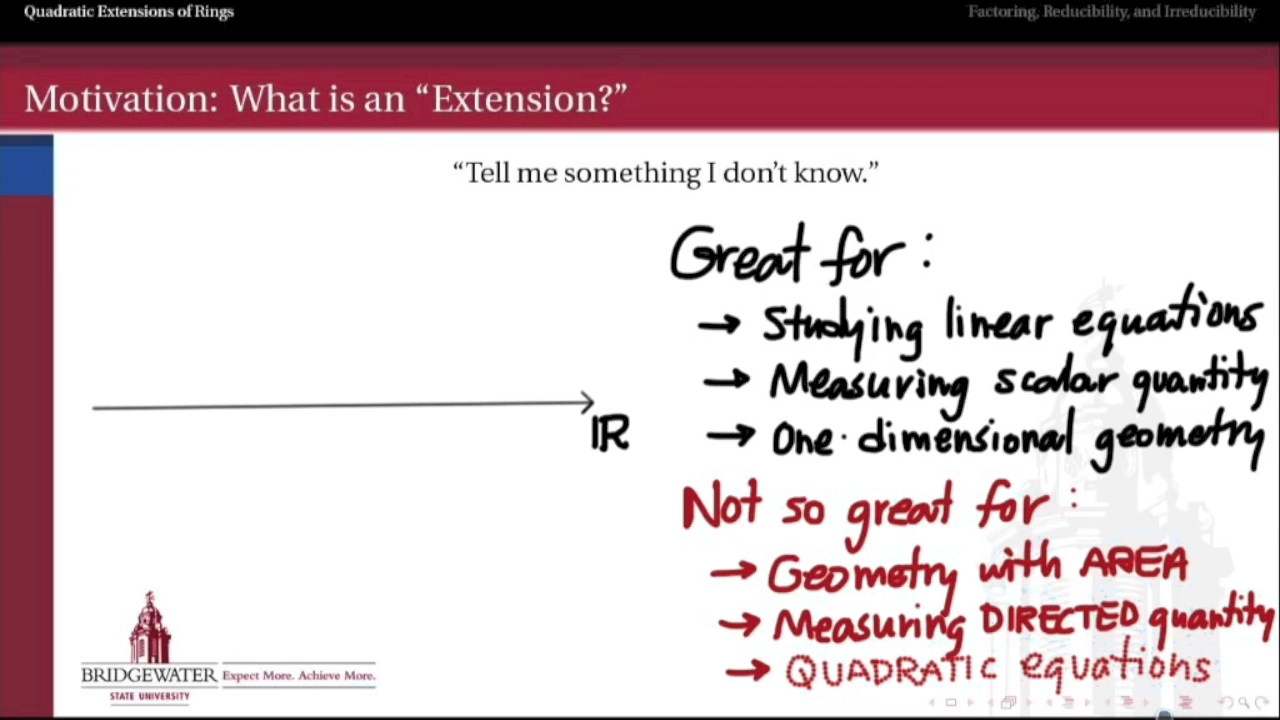 Quadratic Extensions of Rings
Factoring, Reducibility, and Irreducibility
Motivation: What is an “Extension?”
“Tell me something I don’t know.”
Great for:
→ Studying linear equations
→ Measuring scalar quantity
→ One-dimensional geometry
ℝ
Not so great for:
→ Geometry with AREA
→ Measuring DIRECTED quantity
→ QUADRATIC equations
BRIDGEWATER
STATE UNIVERSITY
Expect More. Achieve More.